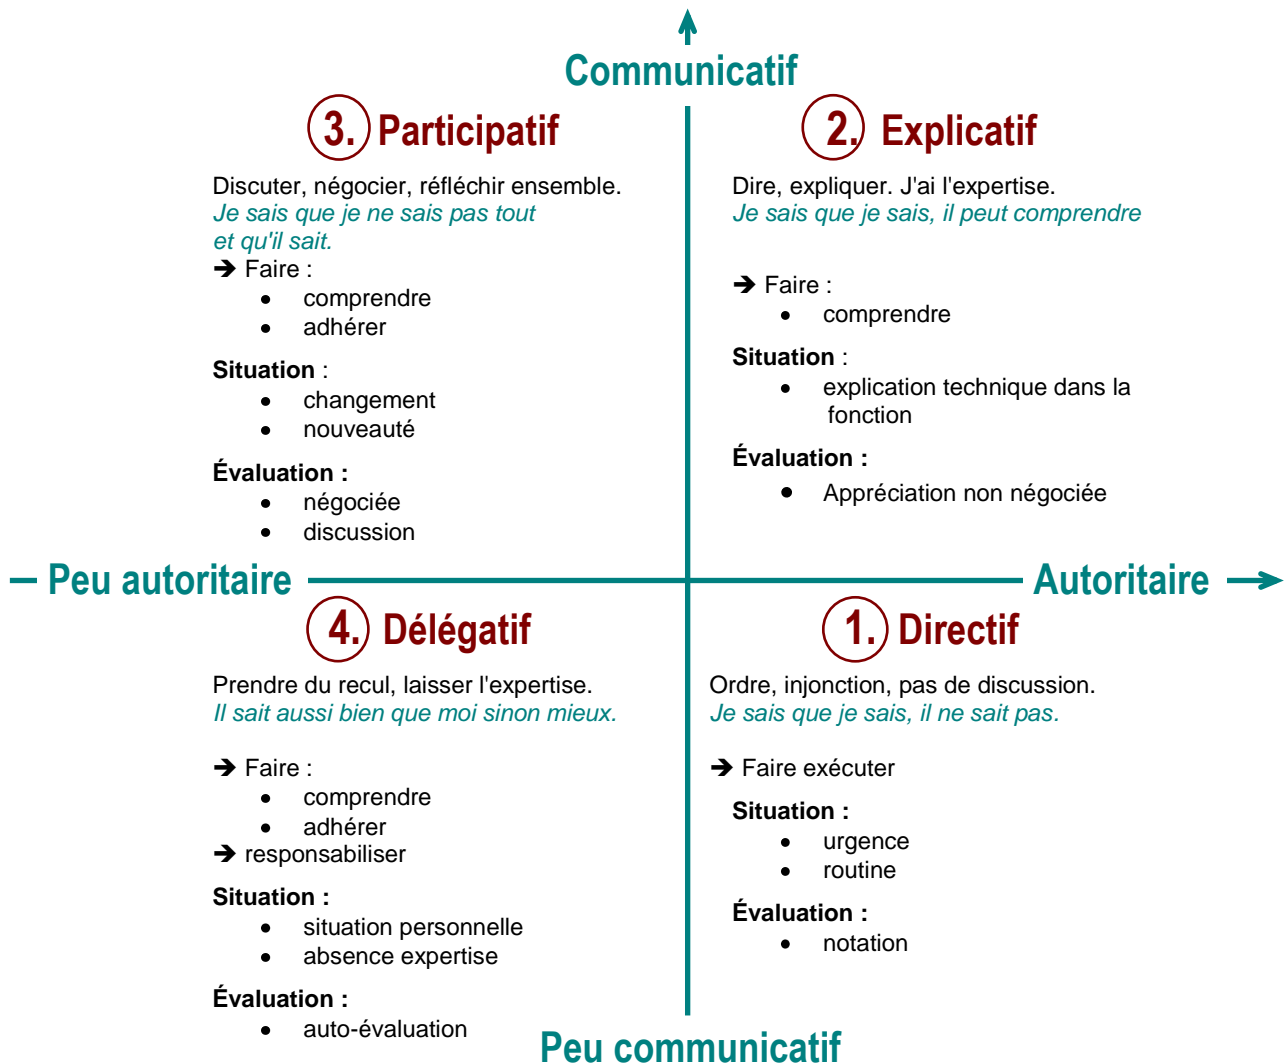 Communicatif
3. Participatif
Discuter, négocier, réfléchir ensemble.
Je sais que je ne sais pas tout
et qu'il sait.
➔ Faire :
• comprendre
• adhérer
Situation :
• changement
• nouveauté
Évaluation :
• négociée
• discussion
2. Explicatif
Dire, expliquer. J'ai l'expertise.
Je sais que je sais, il peut comprendre
➔ Faire :
• comprendre
Situation :
• explication technique dans la
fonction
Évaluation :
• Appréciation non négociée
Peu autoritaire
Autoritaire
4. Délégatif
Prendre du recul, laisser l'expertise.
Il sait aussi bien que moi sinon mieux.
➔ Faire :
• comprendre
• adhérer
➔ responsabiliser
Situation :
• situation personnelle
• absence expertise
Évaluation :
• auto-évaluation
1. Directif
Ordre, injonction, pas de discussion.
Je sais que je sais, il ne sait pas.
➔ Faire exécuter
Situation :
• urgence
• routine
Évaluation :
• notation
Peu communicatif